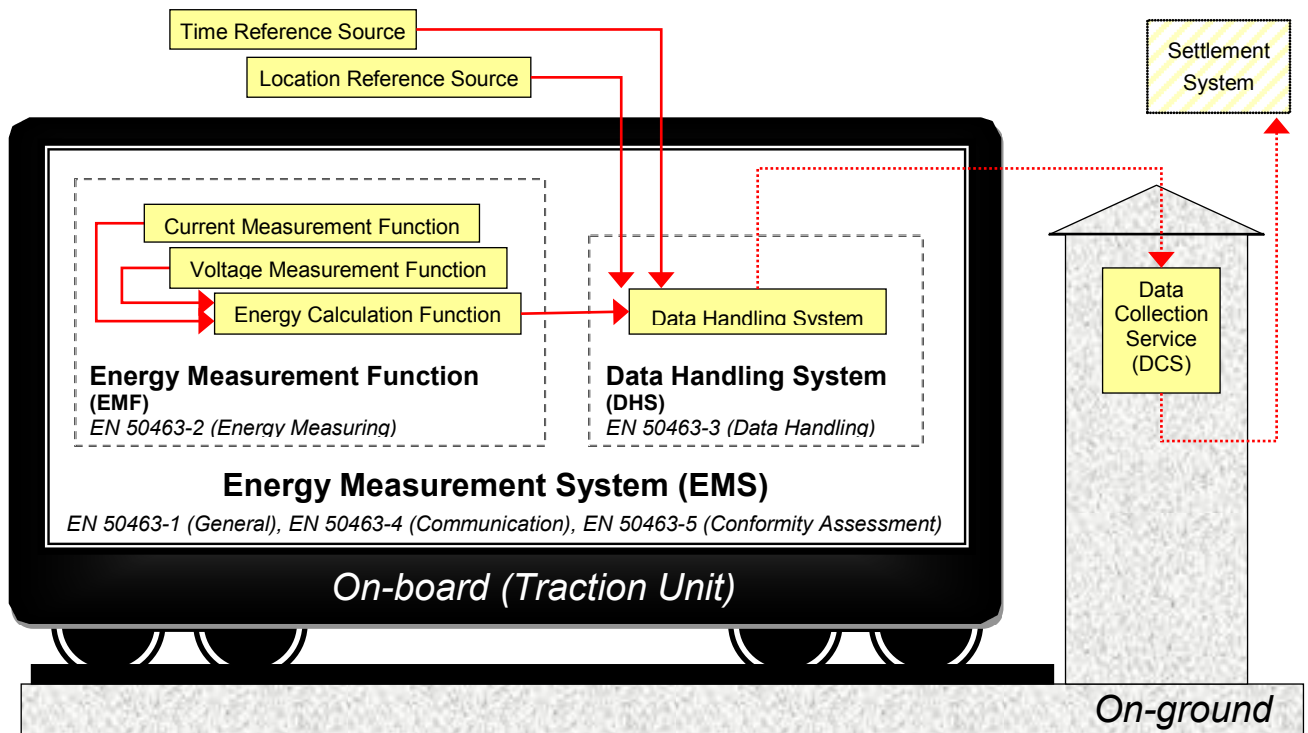 Time Reference Source
Location Reference Source
Settlement
System
Current Measurement Function
Voltage Measurement Function
Energy Calculation Function
Data Handling System
Data
Collection
Service
(DCS)
Energy Measurement Function
(EMF)
EN 50463-2 (Energy Measuring)
Data Handling System
(DHS)
EN 50463-3 (Data Handling)
Energy Measurement System (EMS)
EN 50463-1 (General), EN 50463-4 (Communication), EN 50463-5 (Conformity Assessment)
On-board (Traction Unit)
On-ground